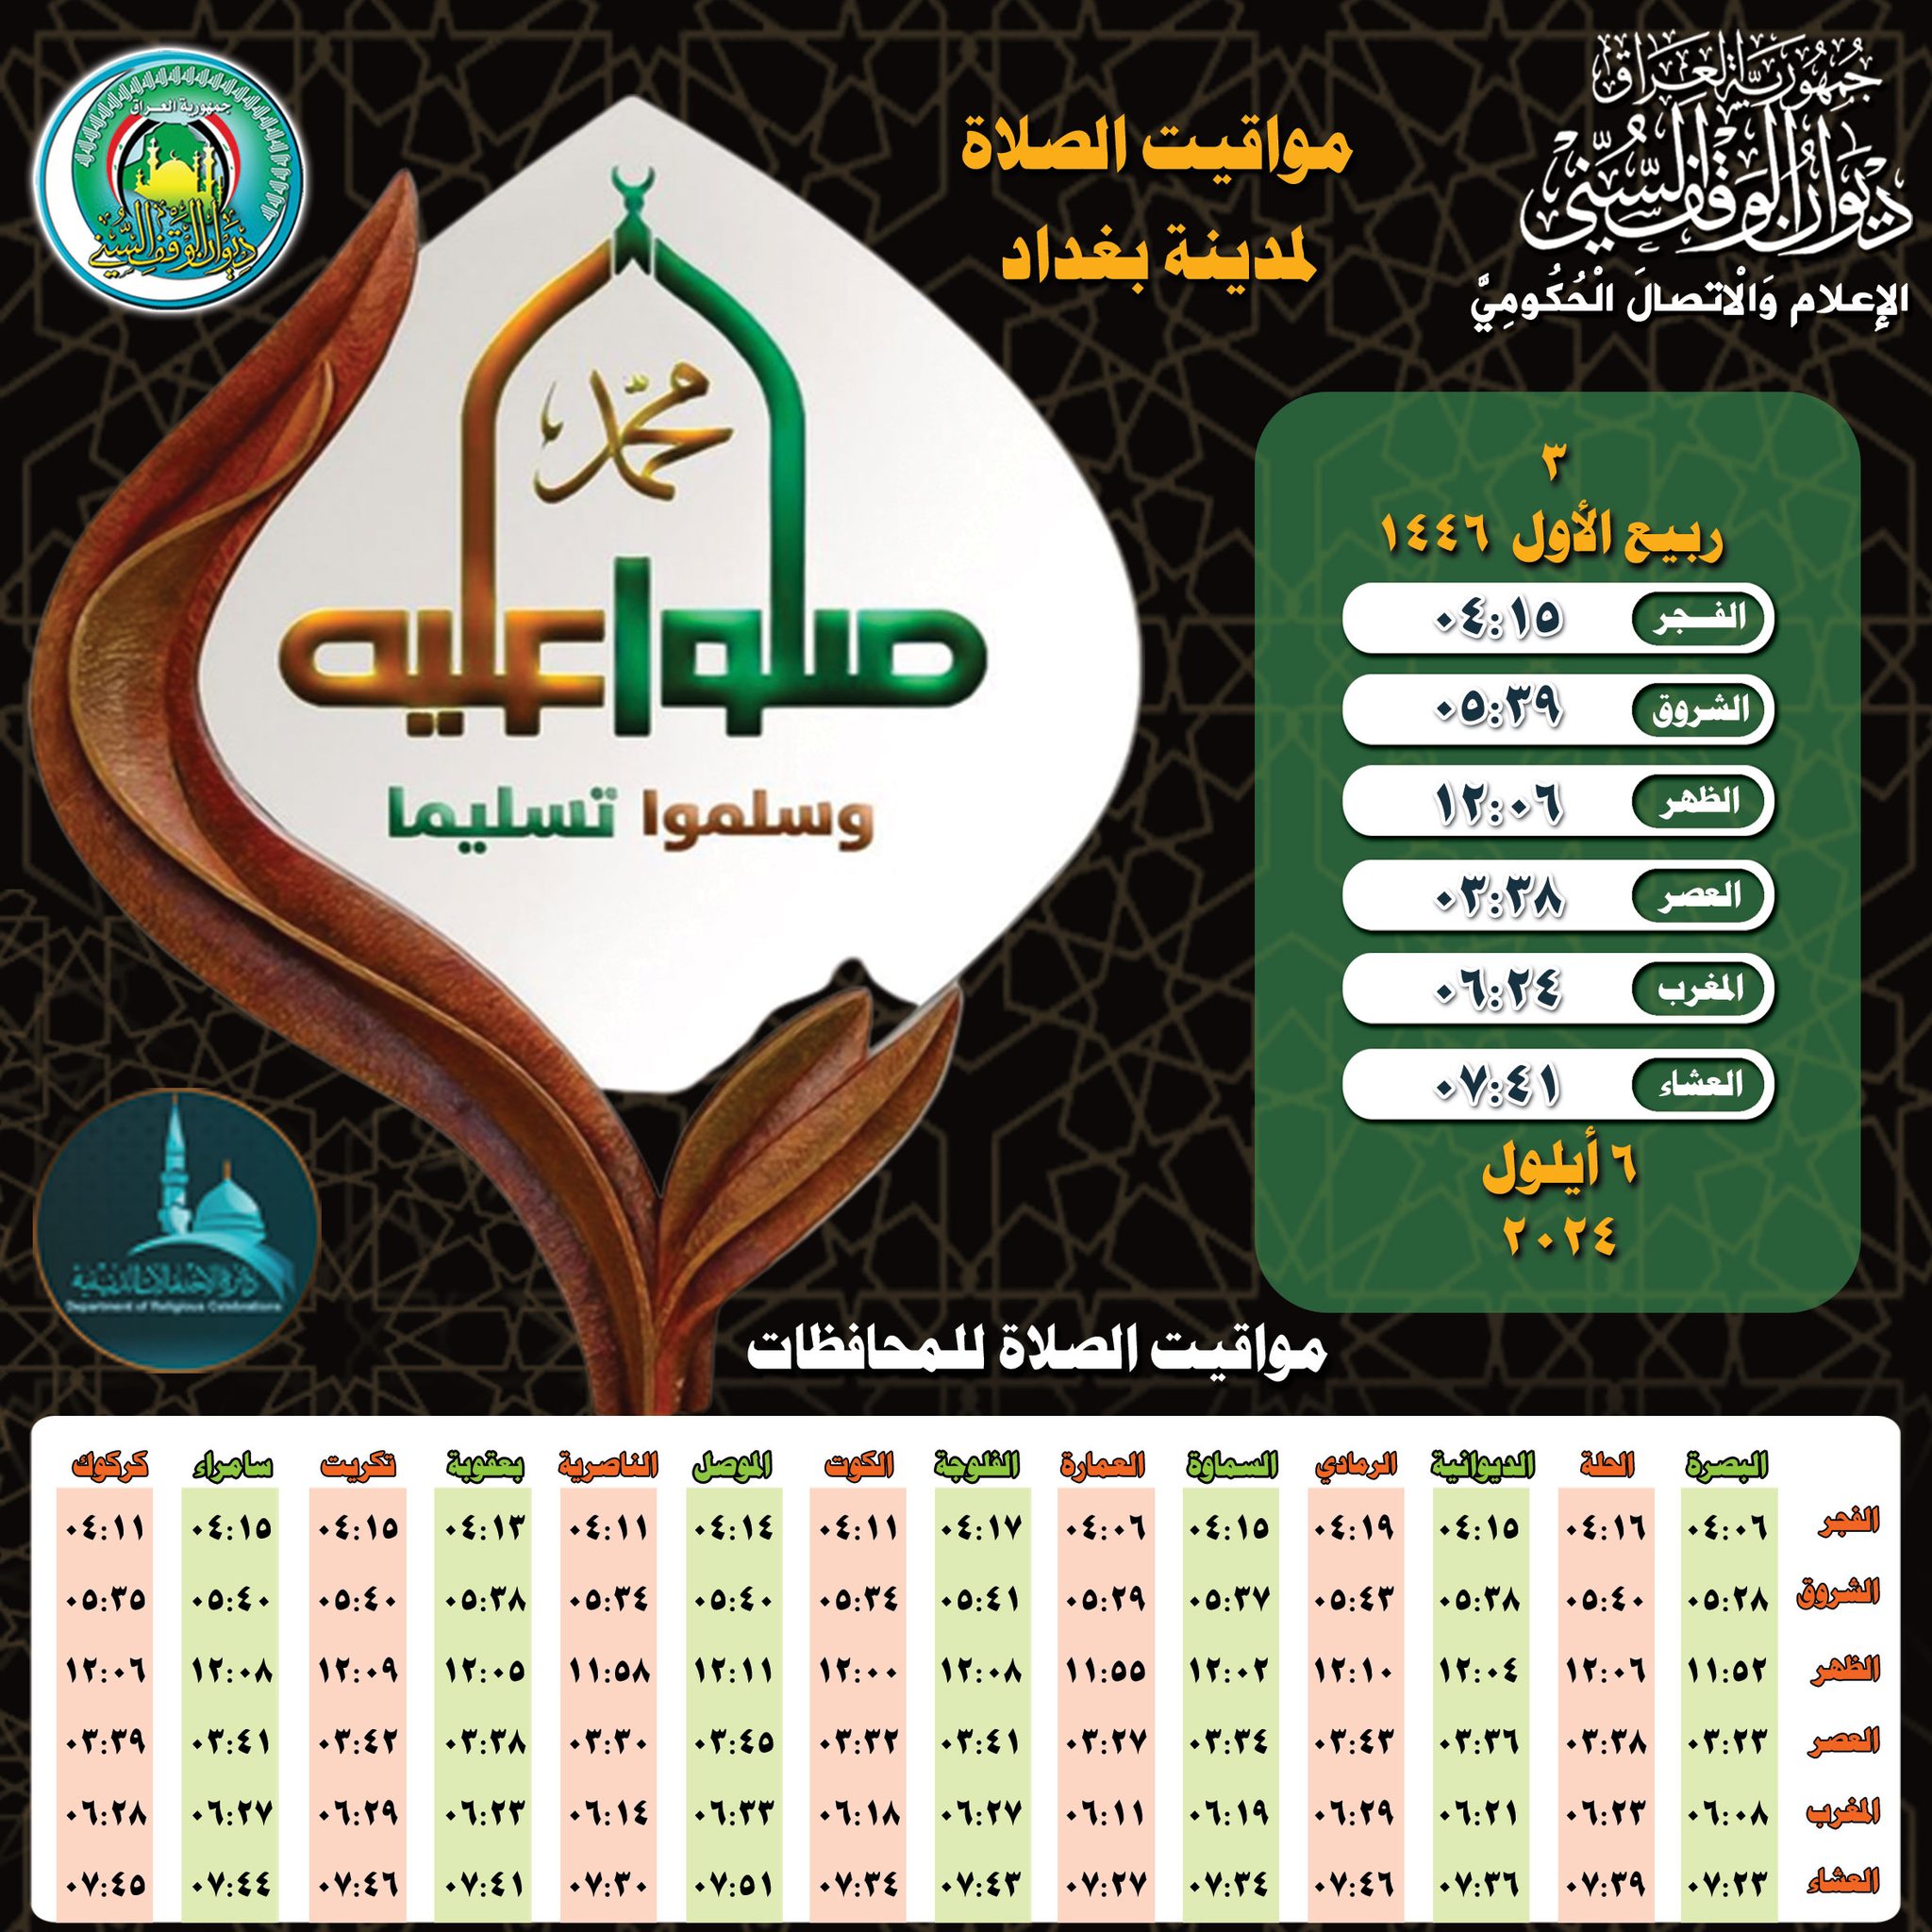 جمهورية العراق
ديوان الوقف السني
جُمْهُورِيَّةُ الْعِرَاق
دِيْوَانُ الْوَقْفِ السُّنِّي
الإعلام وَالْاتصالَ الْحُكُومِيَّ
مواقيت الصلاة
لمدينة بغداد
محمد
صلوا عليه
وسلموا تسليما
٣
ربيع الأول ١٤٤٦
الفجر ٠٤:١٥
الشروق ٠٥:٣٩
الظهر ١٢:٠٦
العصر ٠٣:٣٨
المغرب ٠٦:٢٤
العشاء ٠٧:٤١
٦ أيلول
٢٠٢٤
دائرة الاحتفالات الدينية
Department of Religious Celebrations
مواقيت الصلاة للمحافظات
البصرة الحلة الديوانية الرمادي السماوة العمارة الفلوجة الكوت الموصل الناصرية بعقوبة تكريت سامراء كركوك
الفجر ٠٤:٠٦ ٠٤:١٦ ٠٤:١٥ ٠٤:١٩ ٠٤:١٥ ٠٤:٠٦ ٠٤:١٧ ٠٤:١١ ٠٤:١٤ ٠٤:١١ ٠٤:١٣ ٠٤:١٥ ٠٤:١٥ ٠٤:١١
الشروق ٠٥:٢٨ ٠٥:٤٠ ٠٥:٣٨ ٠٥:٤٣ ٠٥:٣٧ ٠٥:٢٩ ٠٥:٤١ ٠٥:٣٤ ٠٥:٤٠ ٠٥:٣٤ ٠٥:٣٨ ٠٥:٤٠ ٠٥:٤٠ ٠٥:٣٥
الظهر ١١:٥٢ ١٢:٠٦ ١٢:٠٤ ١٢:١٠ ١٢:٠٢ ١١:٥٥ ١٢:٠٨ ١٢:٠٠ ١٢:١١ ١١:٥٨ ١٢:٠٥ ١٢:٠٩ ١٢:٠٨ ١٢:٠٦
العصر ٠٣:٢٣ ٠٣:٣٨ ٠٣:٣٦ ٠٣:٤٣ ٠٣:٣٤ ٠٣:٢٧ ٠٣:٤١ ٠٣:٣٢ ٠٣:٤٥ ٠٣:٣٠ ٠٣:٣٨ ٠٣:٤٢ ٠٣:٤١ ٠٣:٣٩
المغرب ٠٦:٠٨ ٠٦:٢٣ ٠٦:٢١ ٠٦:٢٩ ٠٦:١٩ ٠٦:١١ ٠٦:٢٧ ٠٦:١٨ ٠٦:٣٣ ٠٦:١٤ ٠٦:٢٣ ٠٦:٢٩ ٠٦:٢٧ ٠٦:٢٨
العشاء ٠٧:٢٣ ٠٧:٣٩ ٠٧:٣٦ ٠٧:٤٦ ٠٧:٣٤ ٠٧:٢٧ ٠٧:٤٣ ٠٧:٣٤ ٠٧:٥١ ٠٧:٣٠ ٠٧:٤١ ٠٧:٤٦ ٠٧:٤٤ ٠٧:٤٥